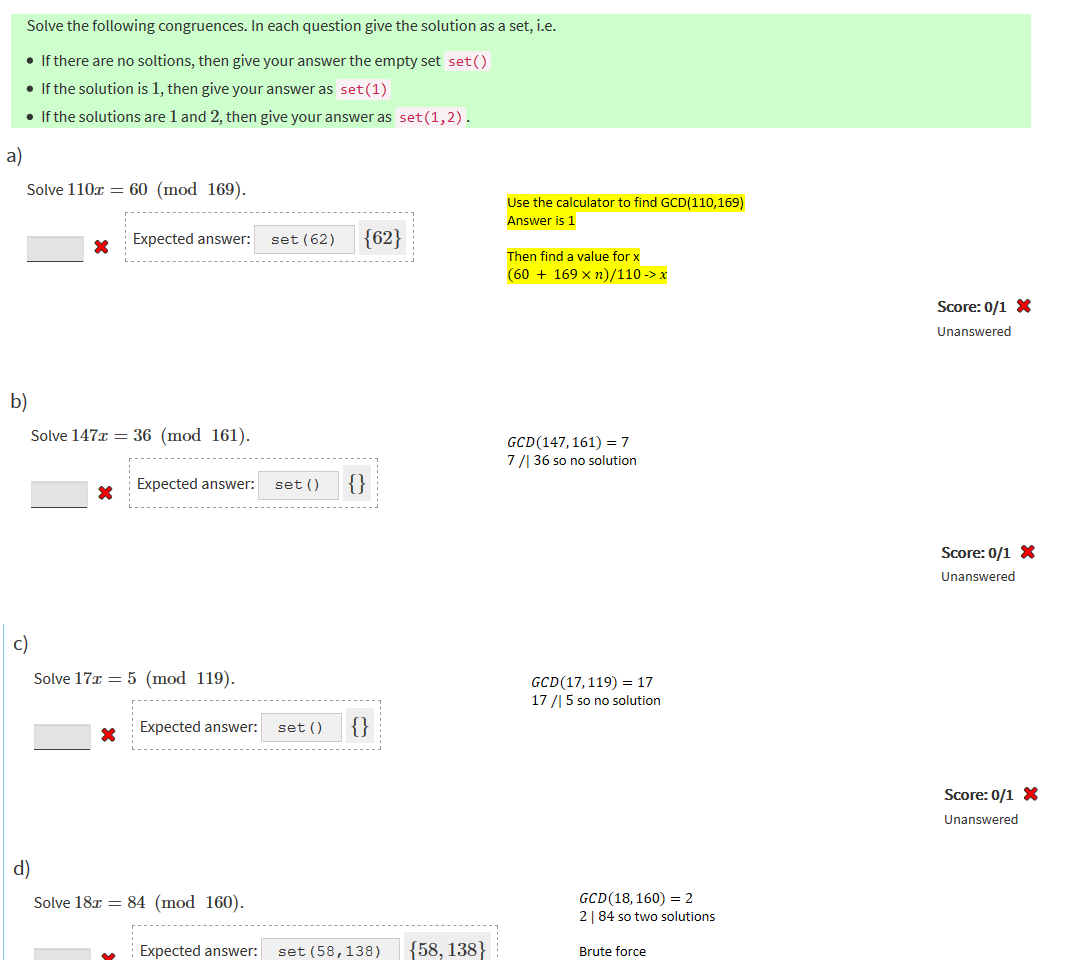 Solve the following congruences. In each question give the solution as a set, i.e.
• If there are no soltions, then give your answer the empty set set()
• If the solution is 1, then give your answer as set(1)
• If the solutions are 1 and 2, then give your answer as set(1,2).
a)
Solve 110x = 60 (mod 169).
Use the calculator to find GCD(110,169)
Answer is 1
Expected answer: set(62) {62}
Then find a value for x
(60 + 169 × n)/110 -> x
Score: 0/1
Unanswered
b)
Solve 147x = 36 (mod 161).
GCD(147, 161) = 7
7 /| 36 so no solution
Expected answer: set() {}
Score: 0/1
Unanswered
c)
Solve 17x = 5 (mod 119).
GCD(17, 119) = 17
17 /| 5 so no solution
Expected answer: set() {}
Score: 0/1
Unanswered
d)
Solve 18x = 84 (mod 160).
GCD(18, 160) = 2
2 | 84 so two solutions
Expected answer: set(58,138) {58, 138}
Brute force